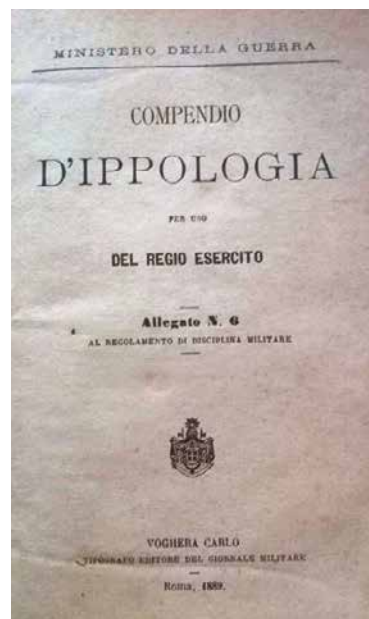 MINISTERO DELLA GUERRA
COMPENDIO
D'IPPOLOGIA
PER USO
DEL REGIO ESERCITO
Allegato N. 6
AL REGOLAMENTO DI DISCIPLINA MILITARE
VOGHERA CARLO
TIPOGRAFO EDITORE DEL GIORNALE MILITARE
Roma, 1889.